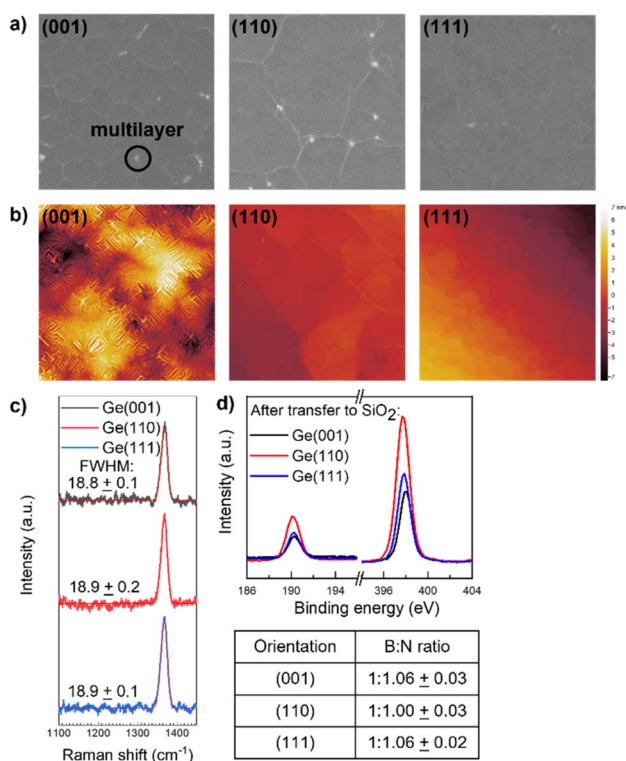 a)
(001)
(110)
(111)
multilayer
b)
(001)
(110)
(111)
7 nm
6
5
4
3
2
1
0
-1
-2
-3
-4
-5
-7
c)
Ge(001)
Ge(110)
Ge(111)
FWHM:
18.8 ± 0.1
18.9 ± 0.2
18.9 ± 0.1
Intensity (a.u.)
1100 1200 1300 1400
Raman shift (cm⁻¹)
d)
After transfer to SiO₂:
Ge(001)
Ge(110)
Ge(111)
Intensity (a.u.)
186 190 194 396 400 404
Binding energy (eV)
Orientation B:N ratio
(001) 1:1.06 ± 0.03
(110) 1:1.00 ± 0.03
(111) 1:1.06 ± 0.02